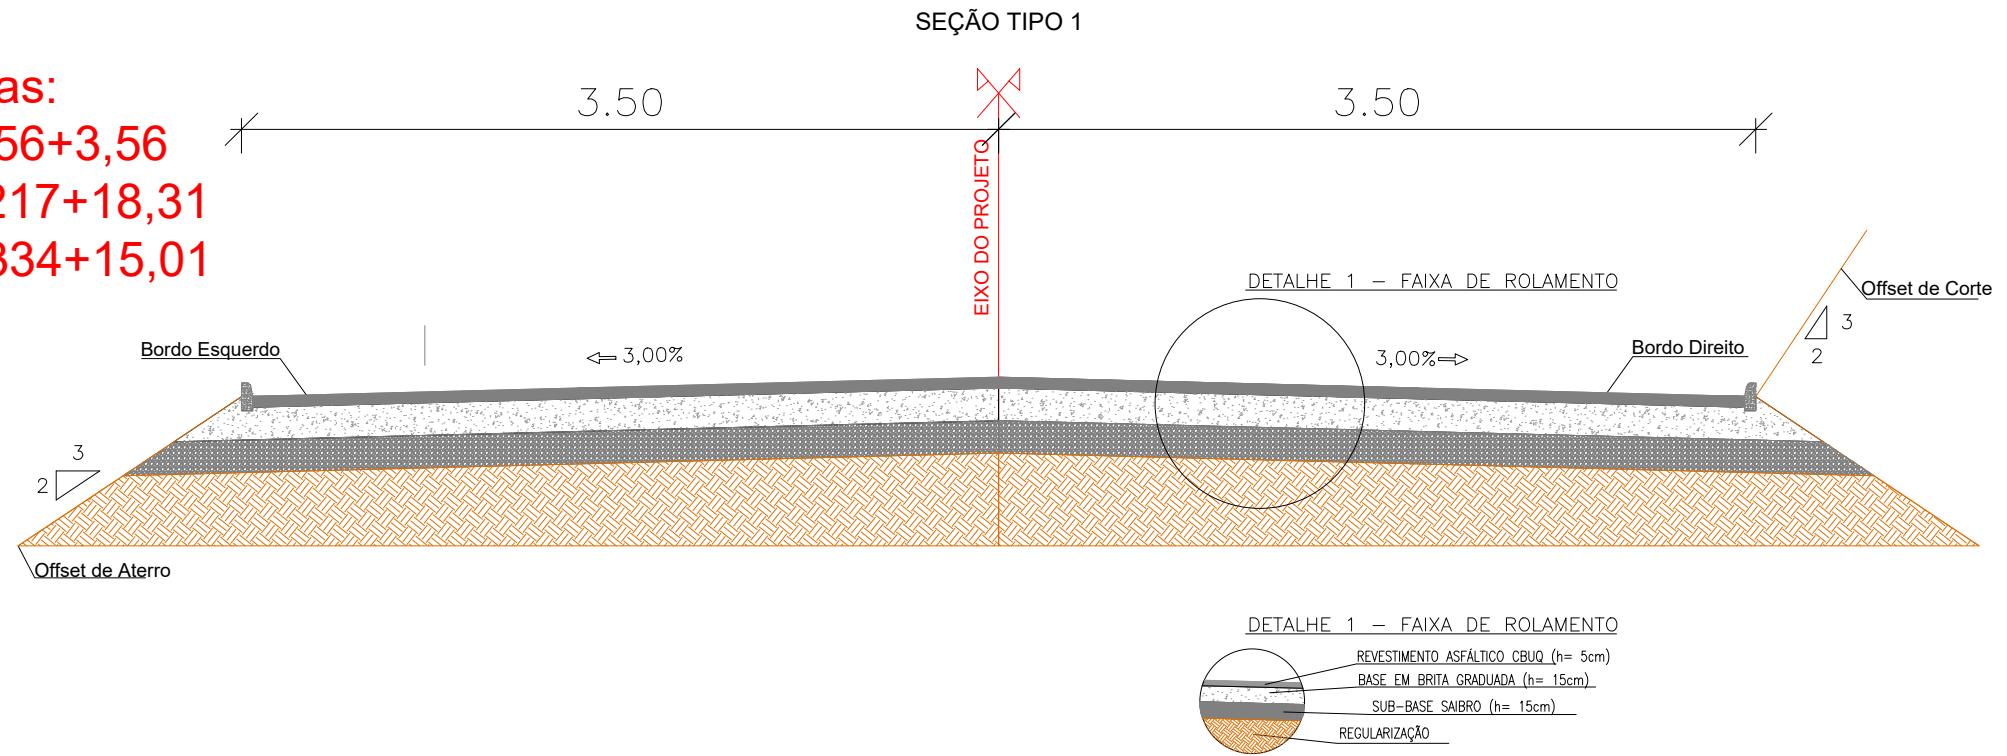 SEÇÃO TIPO 1
as:
56+3,56
217+18,31
334+15,01
3.50
3.50
EIXO DO PROJETO
DETALHE 1 - FAIXA DE ROLAMENTO
Offset de Corte
3
2
Bordo Esquerdo
3,00%
3,00%
Bordo Direito
3
2
Offset de Aterro
DETALHE 1 - FAIXA DE ROLAMENTO
REVESTIMENTO ASFÁLTICO CBUQ (h= 5cm)
BASE EM BRITA GRADUADA (h= 15cm)
SUB-BASE SAIBRO (h= 15cm)
REGULARIZAÇÃO